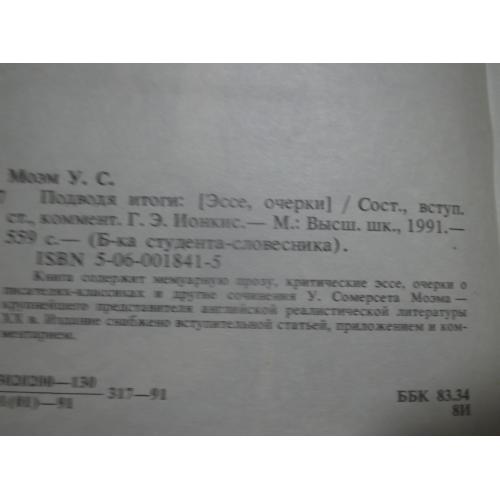 Моэм У. С.
Подводя итоги: [Эссе, очерки] / Сост., вступ.
ст., коммент. Г. Э. Ионкис.— М.: Высш. шк., 1991.—
559 с.— (Б-ка студента-словесника).
ISBN 5-06-001841-5
Книга содержит мемуарную прозу, критические эссе, очерки о
писателях-классиках и другие сочинения У. Сомерсета Моэма —
крупнейшего представителя английской реалистической литературы
XX в. Издание снабжено вступительной статьей, приложением и ком-
ментарием.
317—91
ББК 83.34
8И